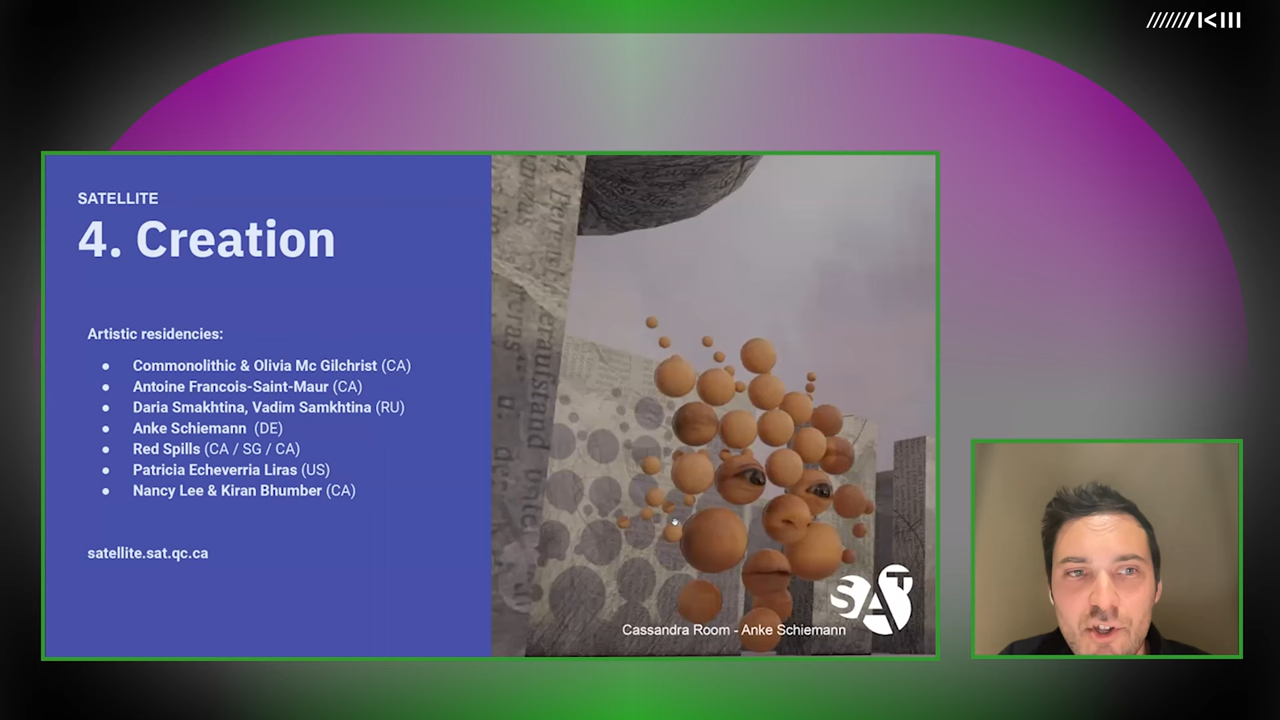 SATELLITE
4. Creation
Artistic residencies:
● Commonolithic & Olivia Mc Gilchrist (CA)
● Antoine Francois-Saint-Maur (CA)
● Daria Smakhtina, Vadim Samkhtina (RU)
● Anke Schiemann (DE)
● Red Spills (CA / SG / CA)
● Patricia Echeverria Liras (US)
● Nancy Lee & Kiran Bhumber (CA)
satellite.sat.qc.ca
SAT
Cassandra Room - Anke Schiemann